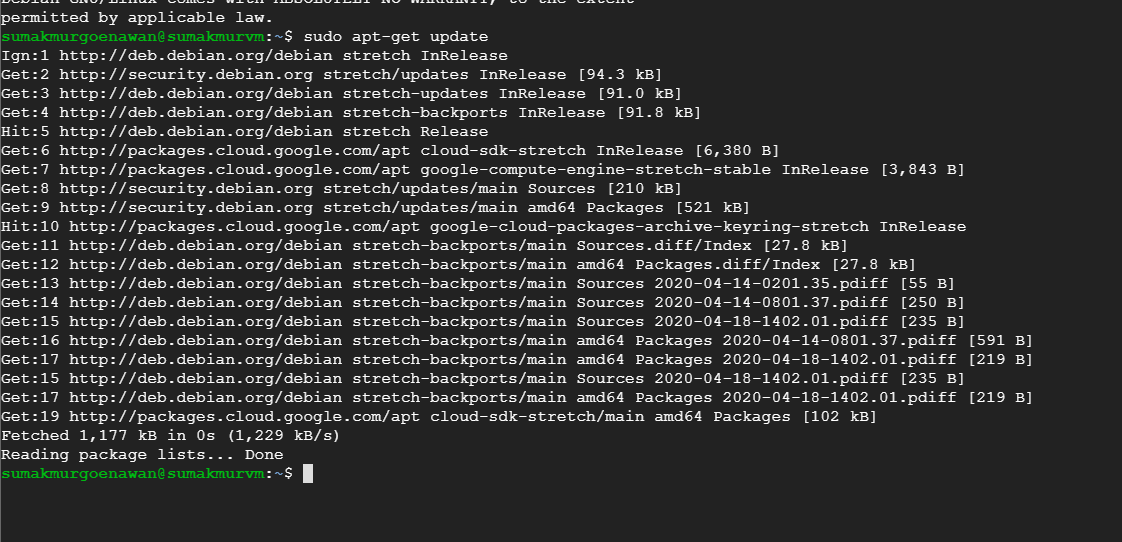 Debian GNU/Linux comes with ABSOLUTELY NO WARRANTY, to the extent
permitted by applicable law.
sumakmurgoenawan@sumakmurvm:~$ sudo apt-get update
Ign:1 http://deb.debian.org/debian stretch InRelease
Get:2 http://security.debian.org stretch/updates InRelease [94.3 kB]
Get:3 http://deb.debian.org/debian stretch-updates InRelease [91.0 kB]
Get:4 http://deb.debian.org/debian stretch-backports InRelease [91.8 kB]
Hit:5 http://deb.debian.org/debian stretch Release
Get:6 http://packages.cloud.google.com/apt cloud-sdk-stretch InRelease [6,380 B]
Get:7 http://packages.cloud.google.com/apt google-compute-engine-stretch-stable InRelease [3,843 B]
Get:8 http://security.debian.org stretch/updates/main Sources [210 kB]
Get:9 http://security.debian.org stretch/updates/main amd64 Packages [521 kB]
Hit:10 http://packages.cloud.google.com/apt google-cloud-packages-archive-keyring-stretch InRelease
Get:11 http://deb.debian.org/debian stretch-backports/main Sources.diff/Index [27.8 kB]
Get:12 http://deb.debian.org/debian stretch-backports/main amd64 Packages.diff/Index [27.8 kB]
Get:13 http://deb.debian.org/debian stretch-backports/main Sources 2020-04-14-0201.35.pdiff [55 B]
Get:14 http://deb.debian.org/debian stretch-backports/main Sources 2020-04-14-0801.37.pdiff [250 B]
Get:15 http://deb.debian.org/debian stretch-backports/main Sources 2020-04-18-1402.01.pdiff [235 B]
Get:16 http://deb.debian.org/debian stretch-backports/main amd64 Packages 2020-04-14-0801.37.pdiff [591 B]
Get:17 http://deb.debian.org/debian stretch-backports/main amd64 Packages 2020-04-18-1402.01.pdiff [219 B]
Get:15 http://deb.debian.org/debian stretch-backports/main Sources 2020-04-18-1402.01.pdiff [235 B]
Get:17 http://deb.debian.org/debian stretch-backports/main amd64 Packages 2020-04-18-1402.01.pdiff [219 B]
Get:19 http://packages.cloud.google.com/apt cloud-sdk-stretch/main amd64 Packages [102 kB]
Fetched 1,177 kB in 0s (1,229 kB/s)
Reading package lists... Done
sumakmurgoenawan@sumakmurvm:~$